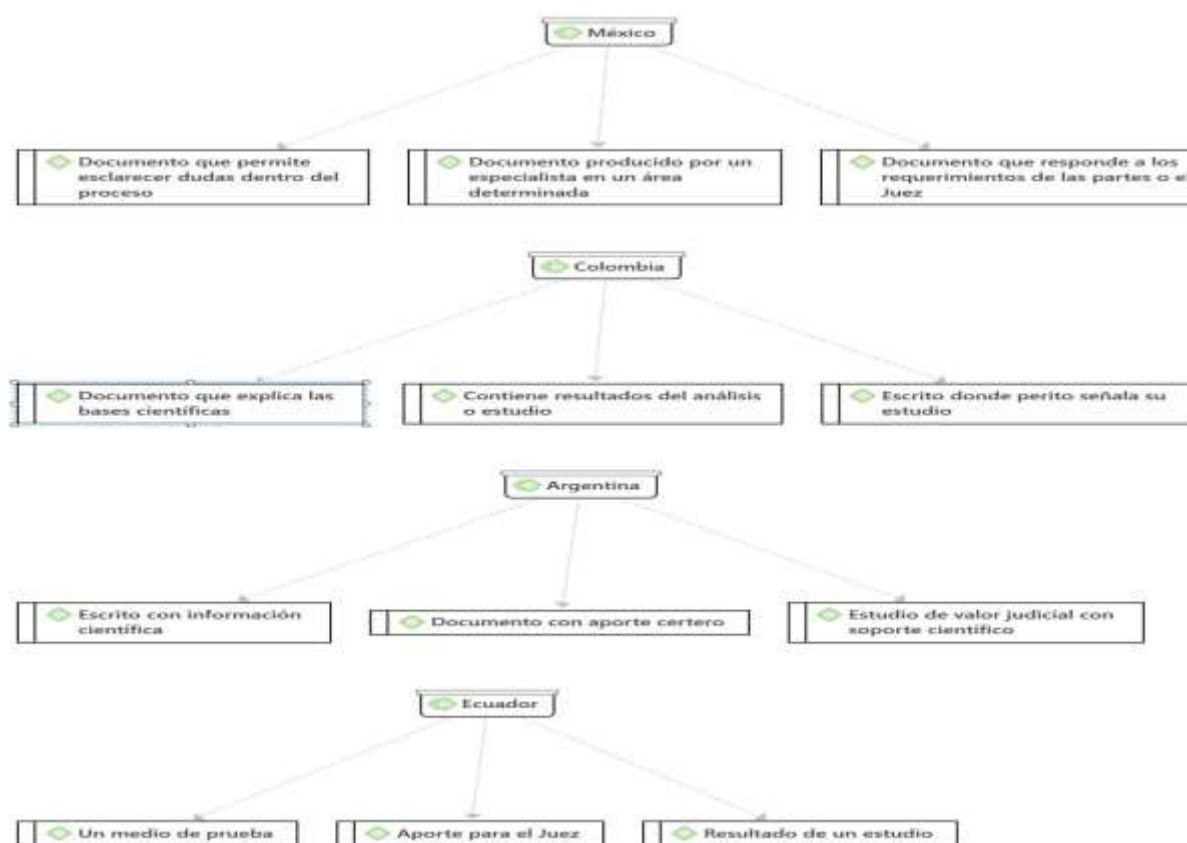 México
Documento que permite
esclarecer dudas dentro del
proceso
Documento producido por un
especialista en un área
determinada
Documento que responde a los
requerimientos de las partes o el
Juez
Colombia
Documento que explica las
bases científicas
Contiene resultados del análisis
o estudio
Escrito donde perito señala su
estudio
Argentina
Escrito con información
científica
Documento con aporte certero
Estudio de valor judicial con
soporte científico
Ecuador
Un medio de prueba
Aporte para el Juez
Resultado de un estudio